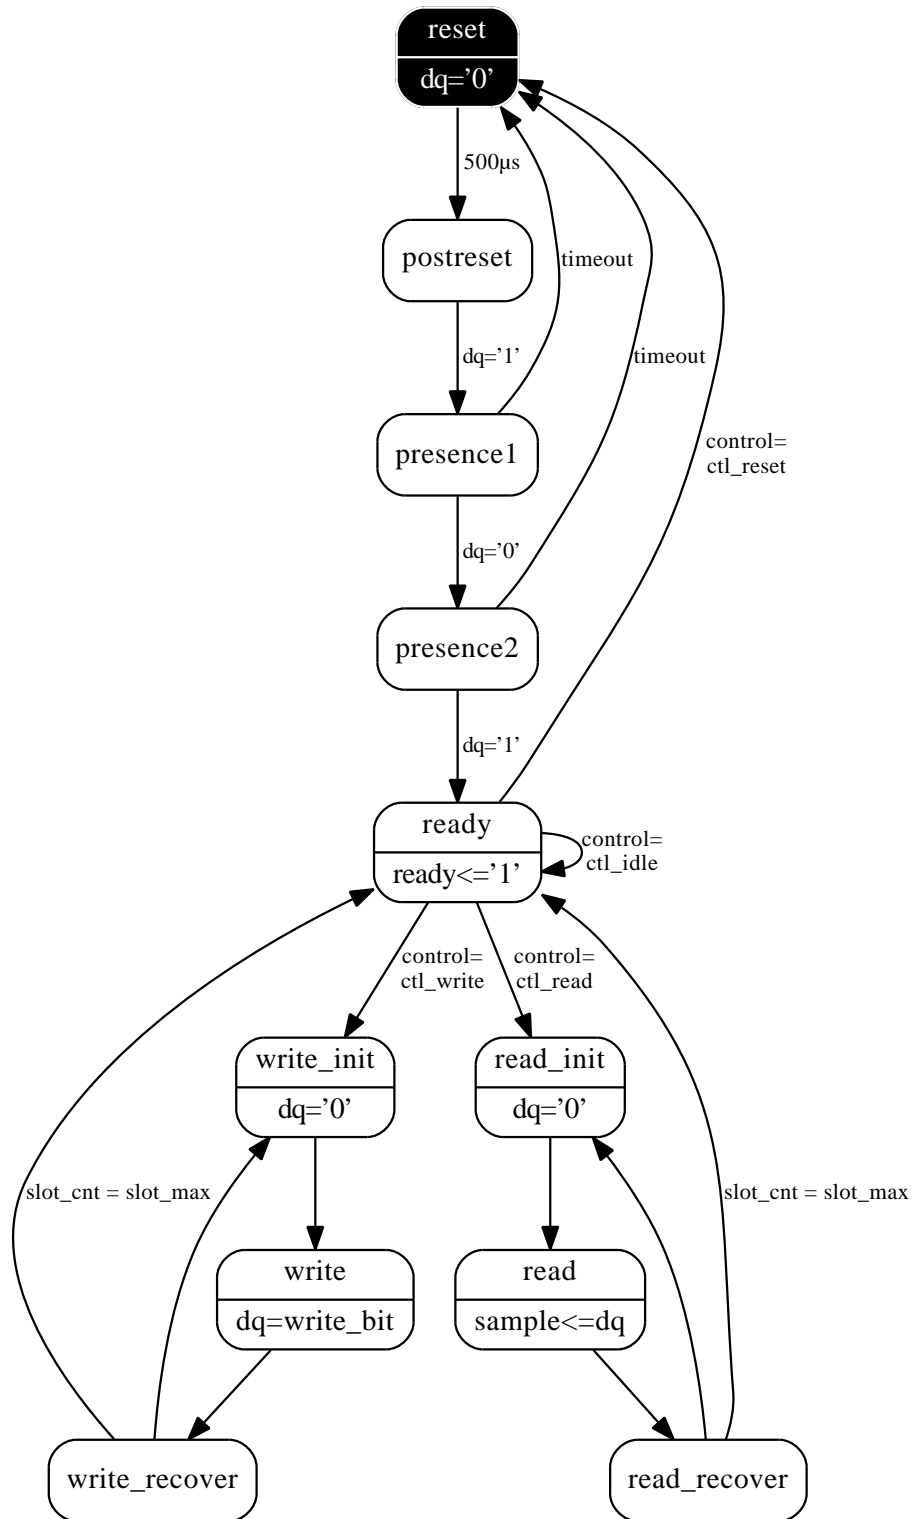 reset
dq=’0’
500µs
postreset
timeout
dq=’1’
timeout
presence1
control=
ctl_reset
dq=’0’
presence2
dq=’1’
ready
ready<=’1’
control=
ctl_idle
control=
ctl_write
control=
ctl_read
write_init
dq=’0’
read_init
dq=’0’
slot_cnt = slot_max
slot_cnt = slot_max
write
dq=write_bit
read
sample<=dq
write_recover
read_recover